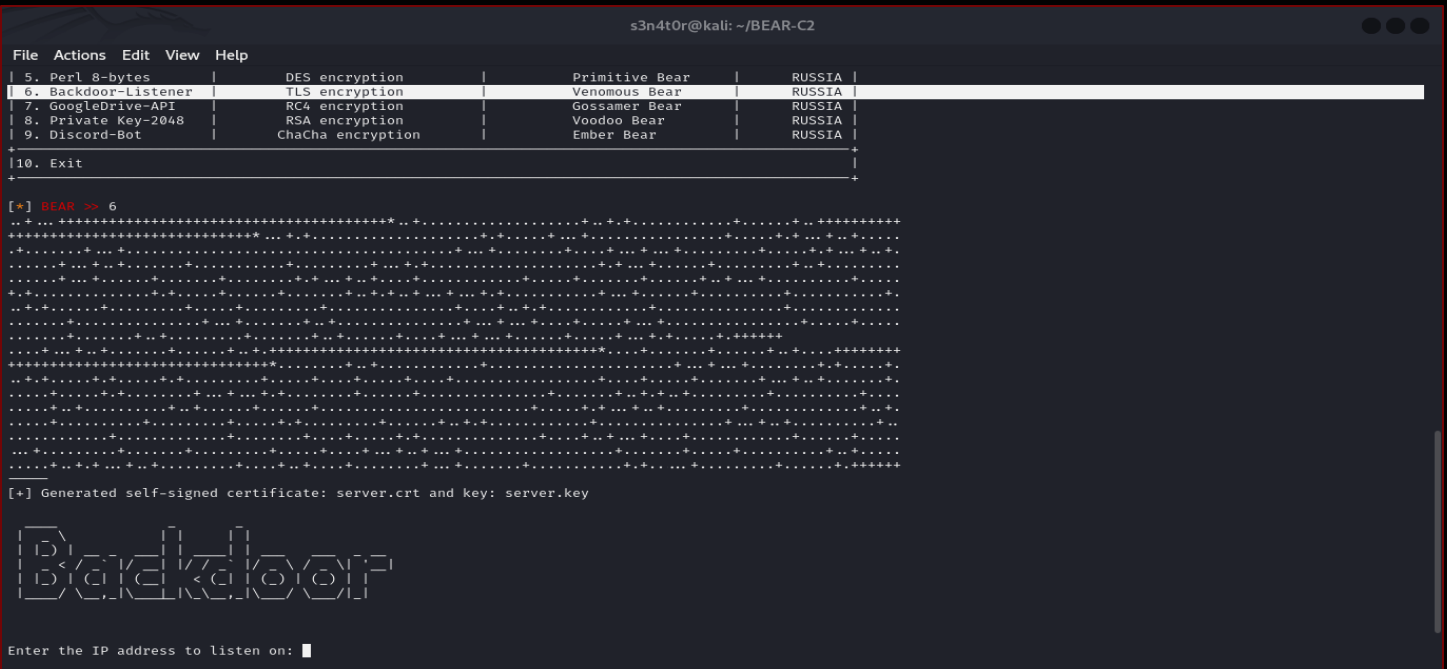 s3n4t0r@kali: ~/BEAR-C2
File Actions Edit View Help
| 5. Perl 8-bytes | DES encryption | Primitive Bear | RUSSIA |
| 6. Backdoor-Listener | TLS encryption | Venomous Bear | RUSSIA |
| 7. GoogleDrive-API | RC4 encryption | Gossamer Bear | RUSSIA |
| 8. Private Key-2048 | RSA encryption | Voodoo Bear | RUSSIA |
| 9. Discord-Bot | ChaCha encryption | Ember Bear | RUSSIA |
|10. Exit |
[*] BEAR >> 6
[+] Generated self-signed certificate: server.crt and key: server.key
Backdoor
Enter the IP address to listen on: